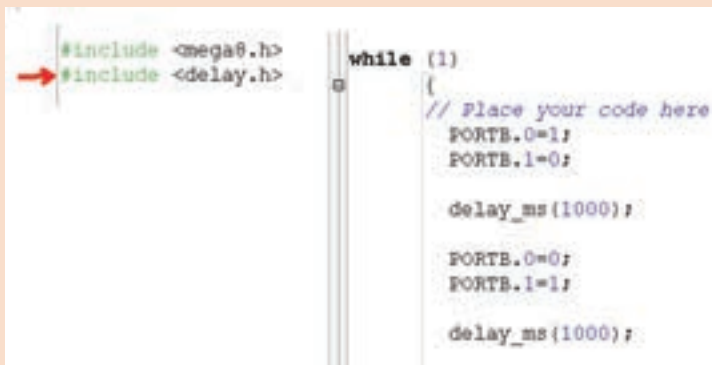 #include <mega8.h>
#include <delay.h>
while (1)
{
// Place your code here
PORTB.0=1;
PORTB.1=0;
delay_ms(1000);
PORTB.0=0;
PORTB.1=1;
delay_ms(1000);